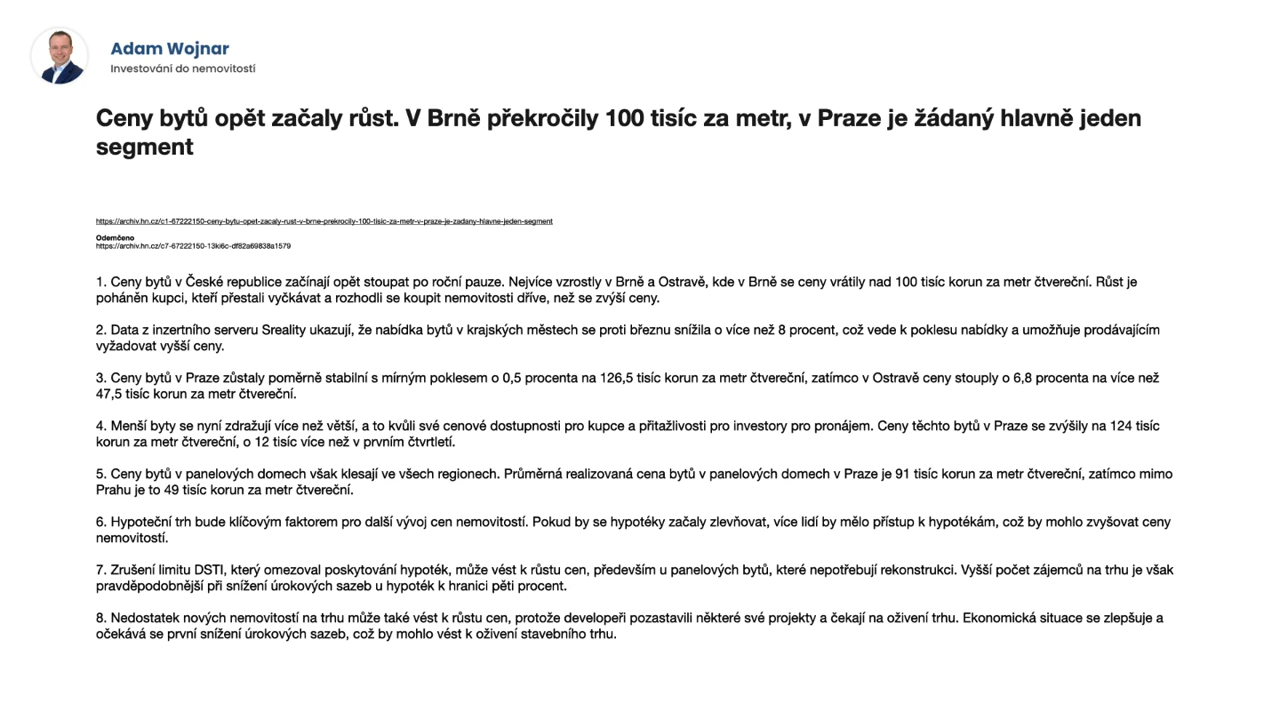 Adam Wojnar
Investování do nemovitostí
Ceny bytů opět začaly růst. V Brně překročily 100 tisíc za metr, v Praze je žádaný hlavně jeden
segment
https://archiv.hn.cz/c1-67222150-ceny-bytu-opet-zacaly-rust-v-brne-prekrocily-100-tisic-za-metr-v-praze-je-zadany-hlavne-jeden-segment
Odemčeno
https://archiv.hn.cz/c7-67222150-13ki6c-df82a69838a1579
1. Ceny bytů v České republice začínají opět stoupat po roční pauze. Nejvíce vzrostly v Brně a Ostravě, kde v Brně se ceny vrátily nad 100 tisíc korun za metr čtvereční. Růst je
poháněn kupci, kteří přestali vyčkávat a rozhodli se koupit nemovitosti dříve, než se zvýší ceny.
2. Data z inzertního serveru Sreality ukazují, že nabídka bytů v krajských městech se proti březnu snížila o více než 8 procent, což vede k poklesu nabídky a umožňuje prodávajícím
vyžadovat vyšší ceny.
3. Ceny bytů v Praze zůstaly poměrně stabilní s mírným poklesem o 0,5 procenta na 126,5 tisíc korun za metr čtvereční, zatímco v Ostravě ceny stouply o 6,8 procenta na více než
47,5 tisíc korun za metr čtvereční.
4. Menší byty se nyní zdražují více než větší, a to kvůli své cenové dostupnosti pro kupce a přitažlivosti pro investory pro pronájem. Ceny těchto bytů v Praze se zvýšily na 124 tisíc
korun za metr čtvereční, o 12 tisíc více než v prvním čtvrtletí.
5. Ceny bytů v panelových domech však klesají ve všech regionech. Průměrná realizovaná cena bytů v panelových domech v Praze je 91 tisíc korun za metr čtvereční, zatímco mimo
Prahu je to 49 tisíc korun za metr čtvereční.
6. Hypoteční trh bude klíčovým faktorem pro další vývoj cen nemovitostí. Pokud by se hypotéky začaly zlevňovat, více lidí by mělo přístup k hypotékám, což by mohlo zvyšovat ceny
nemovitostí.
7. Zrušení limitu DSTI, který omezoval poskytování hypoték, může vést k růstu cen, především u panelových bytů, které nepotřebují rekonstrukci. Vyšší počet zájemců na trhu je však
pravděpodobnější při snížení úrokových sazeb u hypoték k hranici pěti procent.
8. Nedostatek nových nemovitostí na trhu může také vést k růstu cen, protože developeři pozastavili některé své projekty a čekají na oživení trhu. Ekonomická situace se zlepšuje a
očekává se první snížení úrokových sazeb, což by mohlo vést k oživení stavebního trhu.